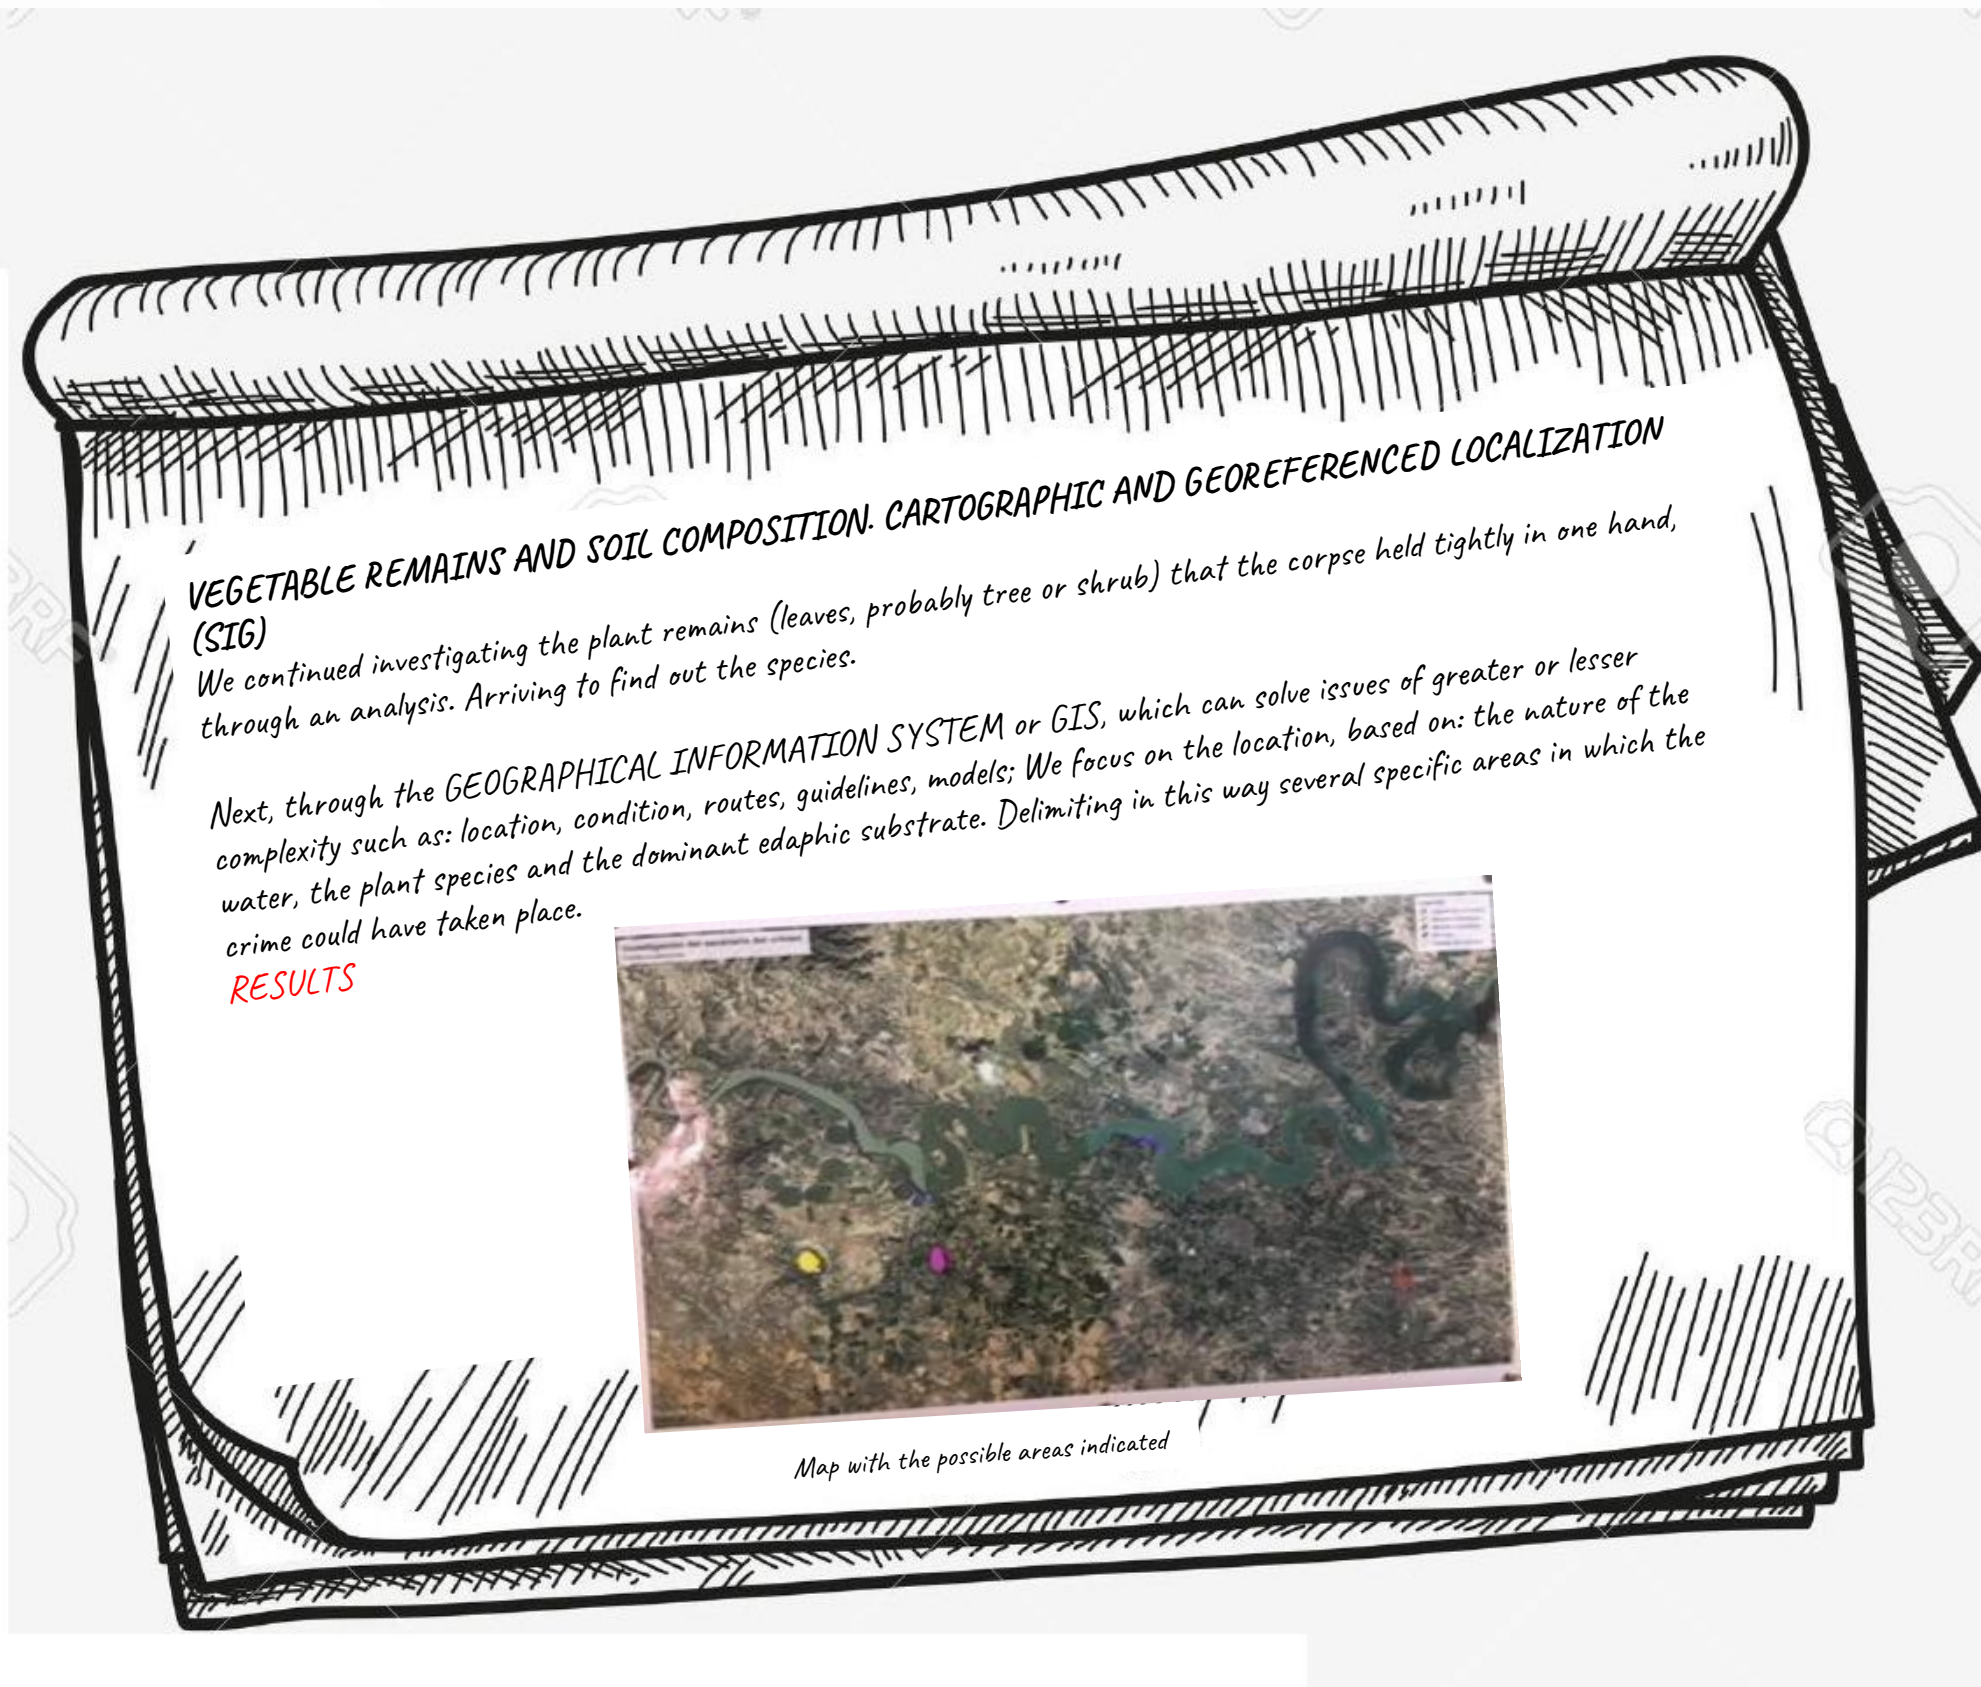 VEGETABLE REMAINS AND SOIL COMPOSITION. CARTOGRAPHIC AND GEOREFERENCED LOCALIZATION
(SIG)
We continued investigating the plant remains (leaves, probably tree or shrub) that the corpse held tightly in one hand,
through an analysis. Arriving to find out the species.
Next, through the GEOGRAPHICAL INFORMATION SYSTEM or GIS, which can solve issues of greater or lesser
complexity such as: location, condition, routes, guidelines, models; We focus on the location, based on: the nature of the
water, the plant species and the dominant edaphic substrate. Delimiting in this way several specific areas in which the
crime could have taken place.
RESULTS
Map with the possible areas indicated
123RF